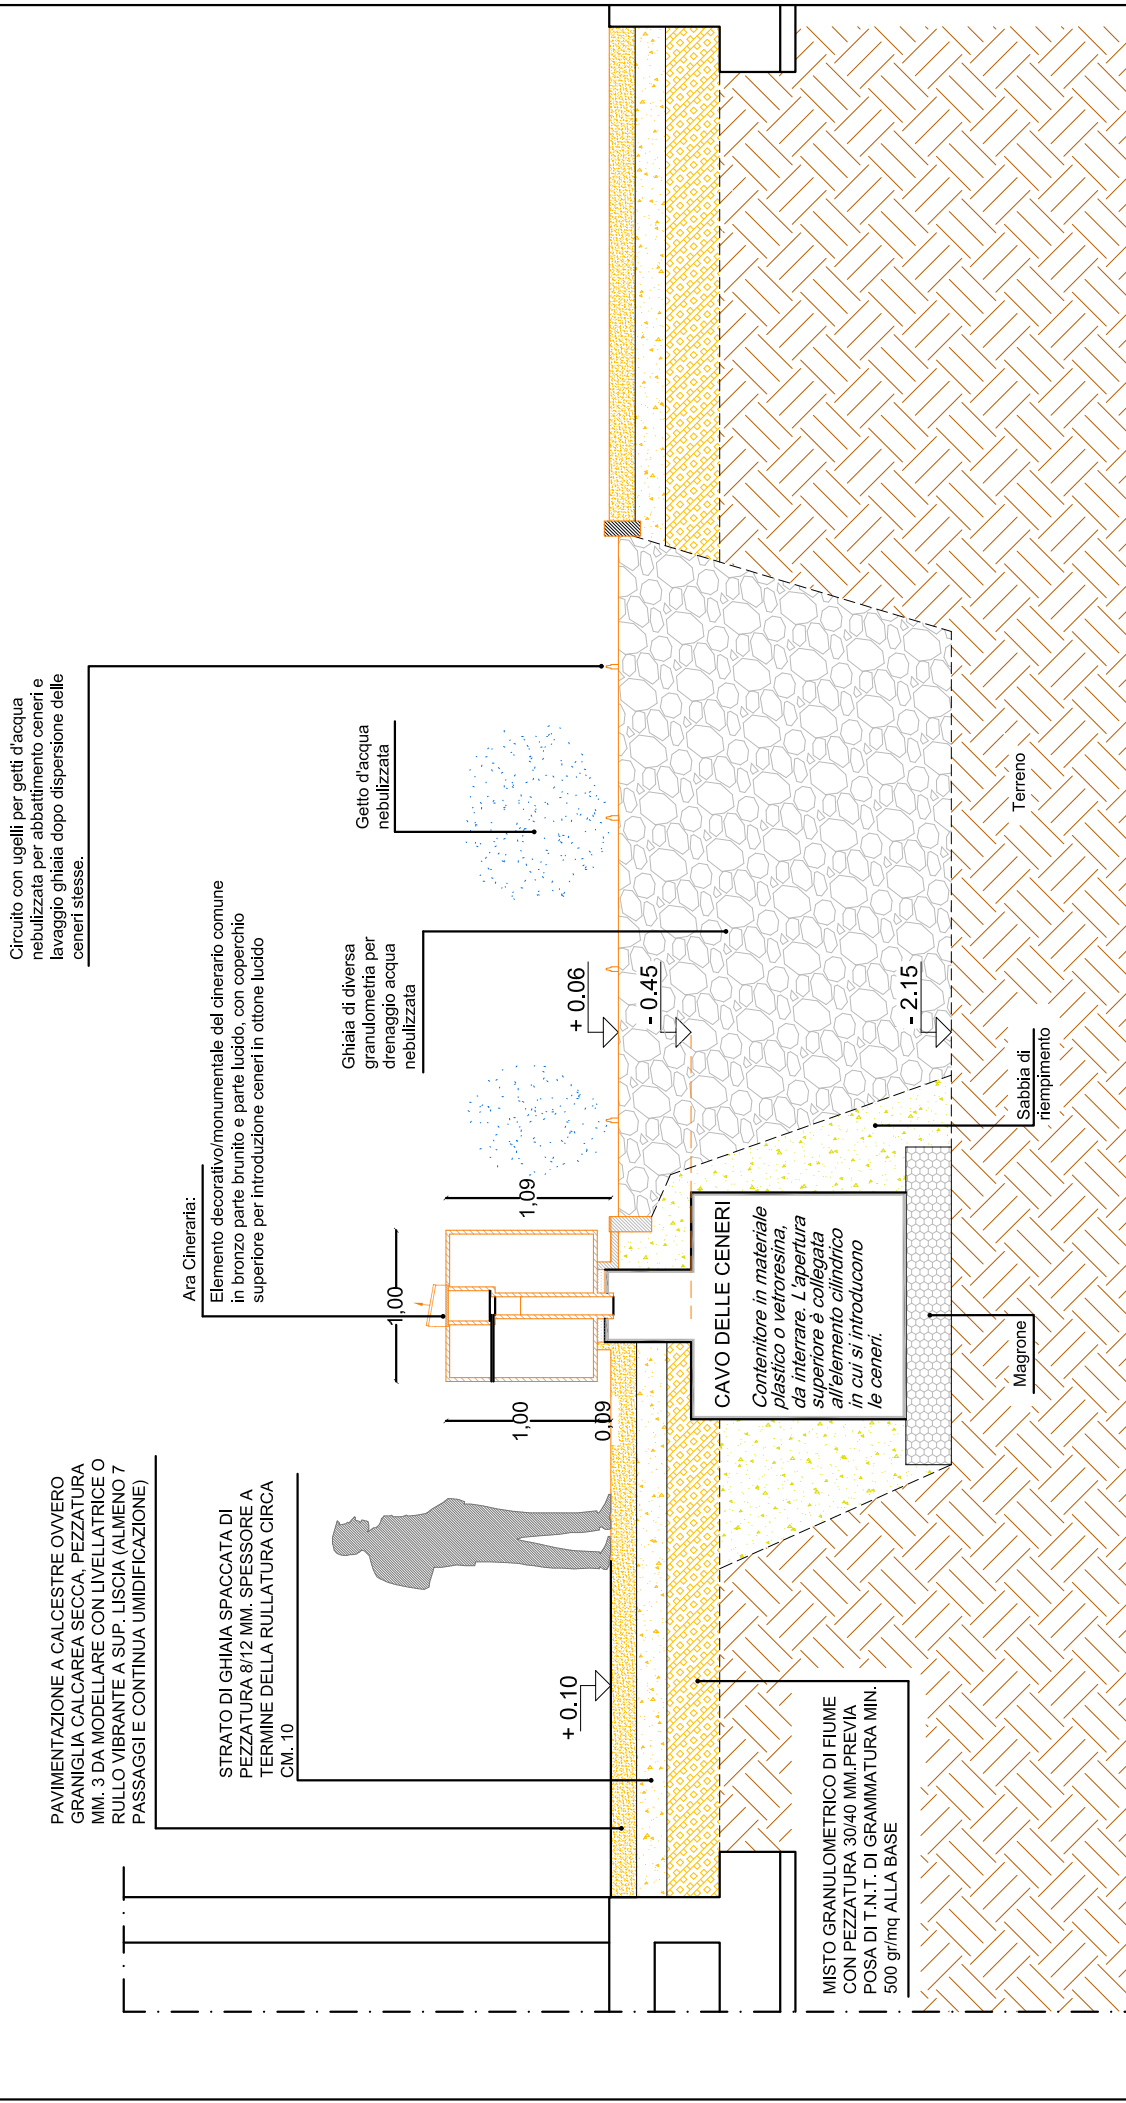 PAVIMENTAZIONE A CALCESTRE OVVERO
GRANIGLIA CALCAREA SECCA, PEZZATURA
MM. 3 DA MODELLARE CON LIVELLATRICE O
RULLO VIBRANTE A SUP. LISCIA (ALMENO 7
PASSAGGI E CONTINUA UMIDIFICAZIONE)
STRATO DI GHIAIA SPACCATA DI
PEZZATURA 8/12 MM. SPESSORE A
TERMINE DELLA RULLATURA CIRCA
CM. 10
Ara Cineraria:
Elemento decorativo/monumentale del cinerario comune
in bronzo parte brunito e parte lucido, con coperchio
superiore per introduzione ceneri in ottone lucido
Circuito con ugelli per getti d'acqua
nebulizzata per abbattimento ceneri e
lavaggio ghiaia dopo dispersione delle
ceneri stesse.
Getto d'acqua
nebulizzata
Ghiaia di diversa
granulometria per
drenaggio acqua
nebulizzata
1,00
1,09
1,00
0,09
+ 0.10
+ 0.06
- 0.45
- 2.15
CAVO DELLE CENERI
Contenitore in materiale
plastico o vetroresina,
da interrare. L'apertura
superiore è collegata
all'elemento cilindrico
in cui si introducono
le ceneri.
MISTO GRANULOMETRICO DI FIUME
CON PEZZATURA 30/40 MM.PREVIA
POSA DI T.N.T. DI GRAMMATURA MIN.
500 gr/mq ALLA BASE
Magrone
Sabbia di
riempimento
Terreno